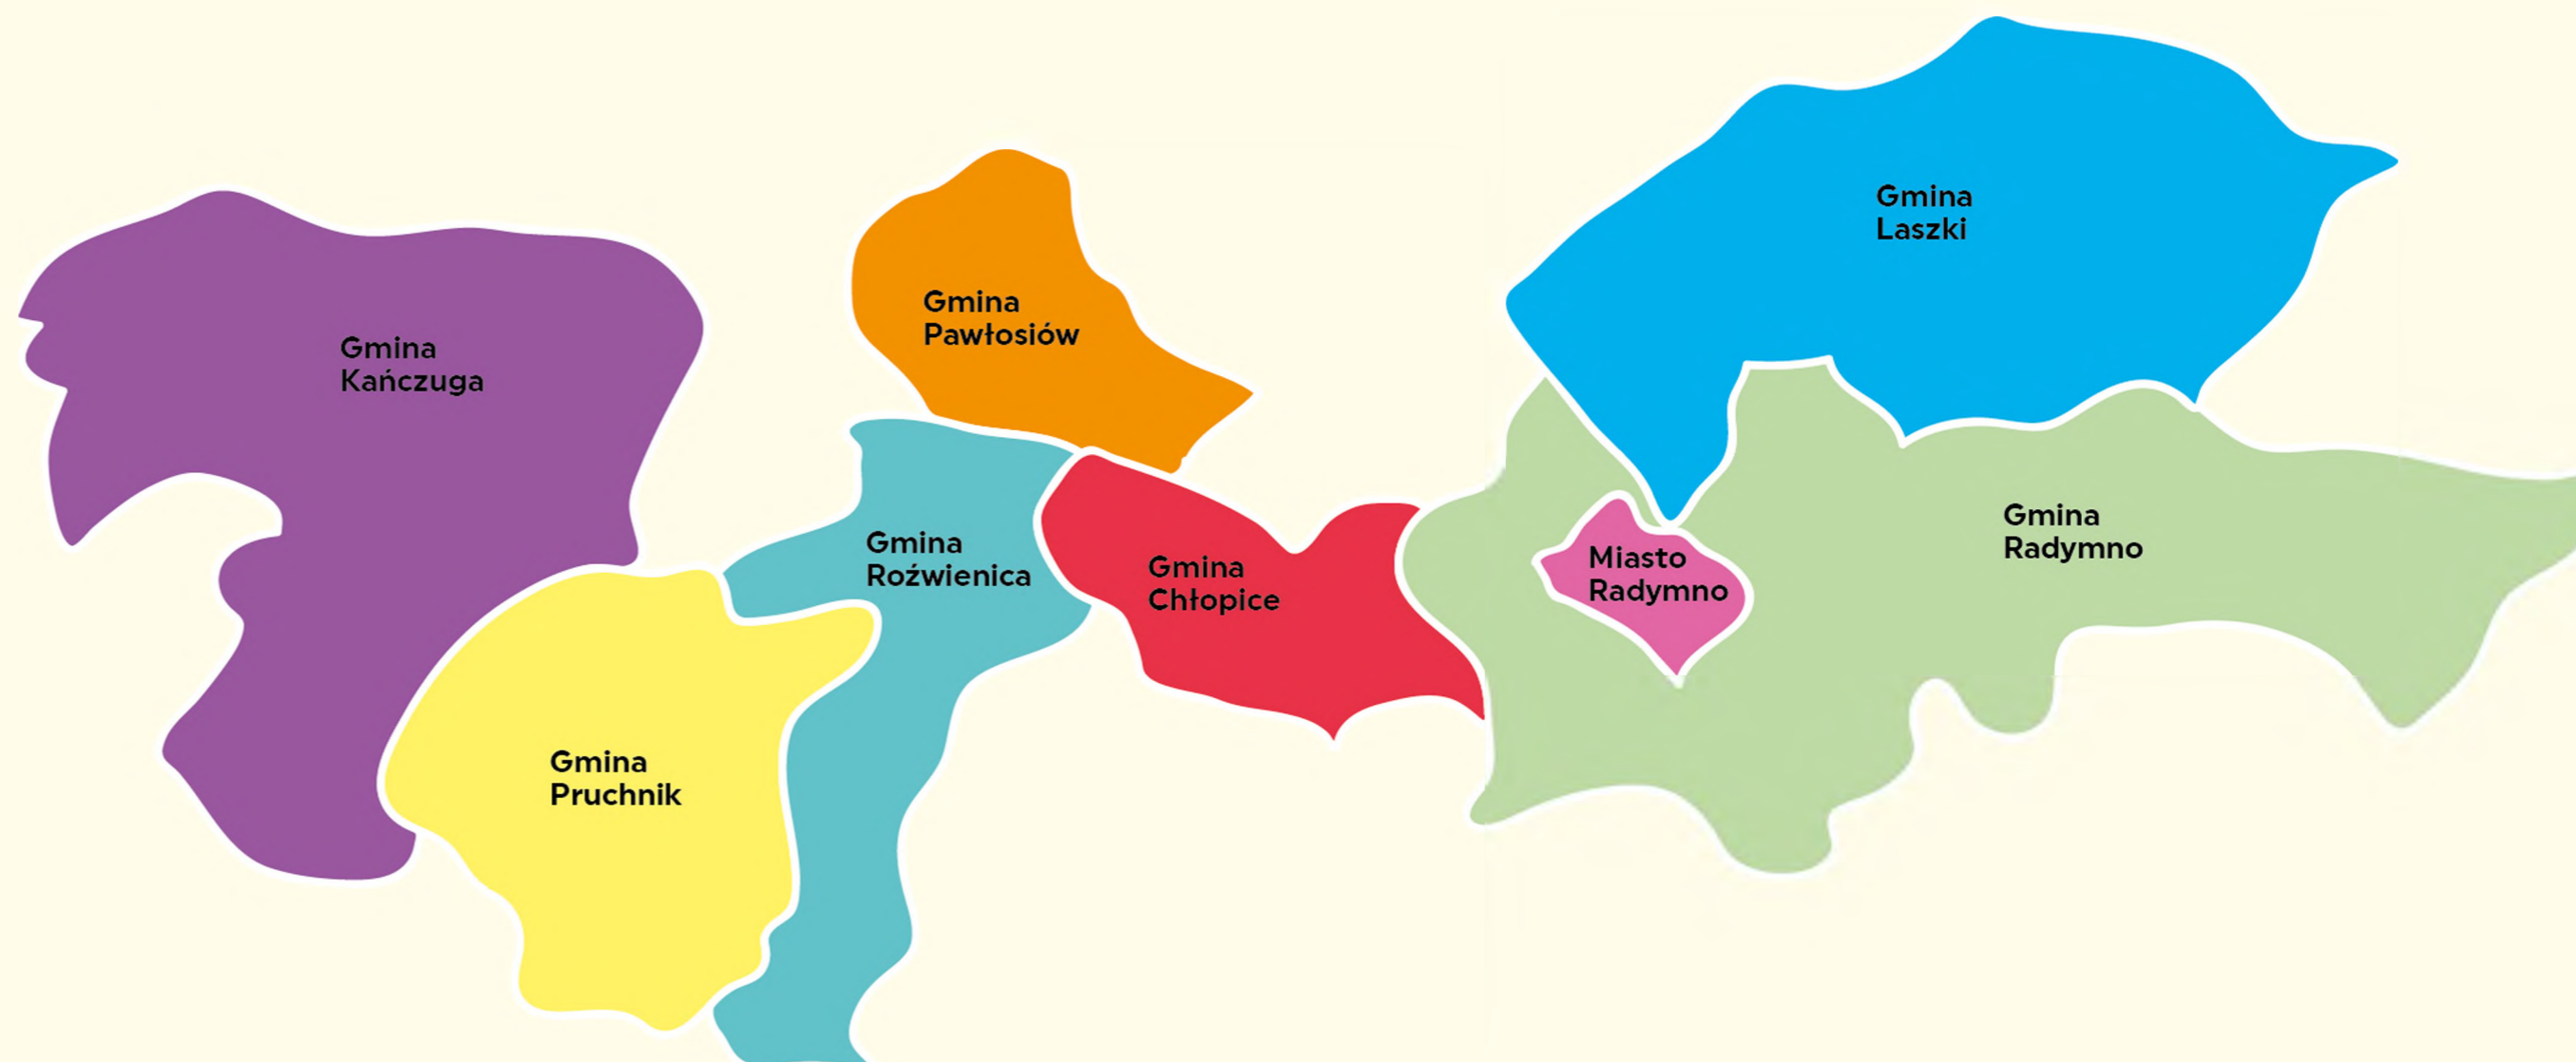 Gmina
Kańczuga
Gmina
Pruchnik
Gmina
Pawłosiów
Gmina
Roźwienica
Gmina
Chłopice
Gmina
Laszki
Miasto
Radymno
Gmina
Radymno